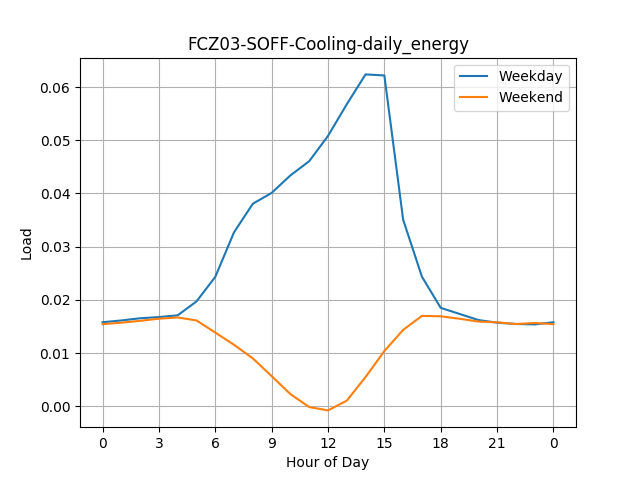 FCZ03-SOFF-Cooling-daily_energy
Weekday
Weekend
0.06
0.05
0.04
0.03
0.02
0.01
0.00
Load
0 3 6 9 12 15 18 21 0
Hour of Day